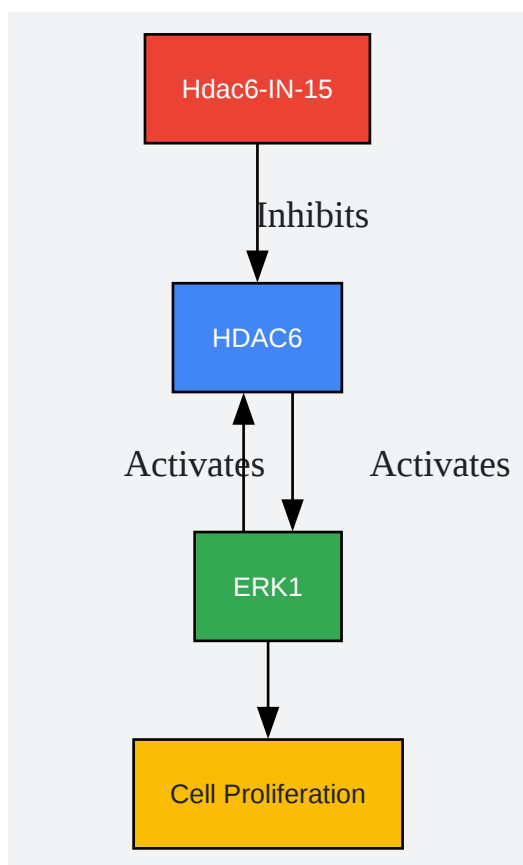 Hdac6-IN-15
Inhibits
HDAC6
Activates
Activates
ERK1
Cell Proliferation